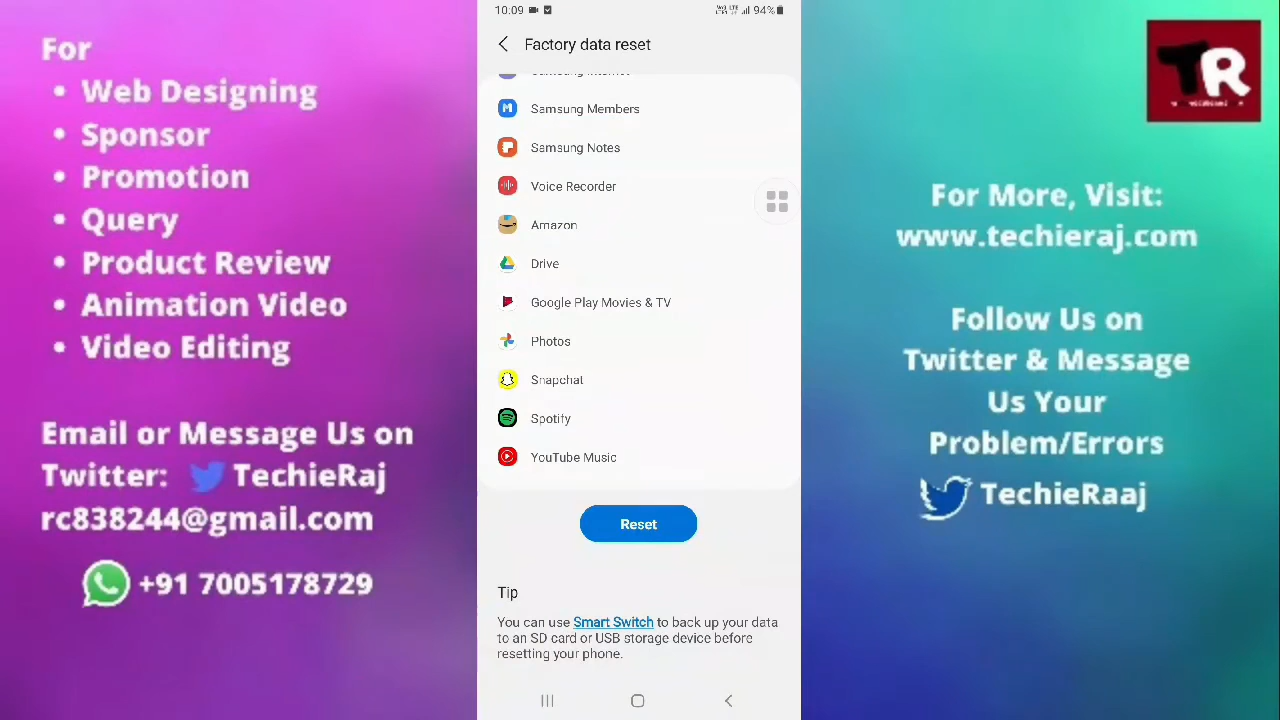 For
• Web Designing
• Sponsor
• Promotion
• Query
• Product Review
• Animation Video
• Video Editing
Email or Message Us on
Twitter: TechieRaj
rc838244@gmail.com
+91 7005178729
10:09
94%
Factory data reset
Samsung Internet
Samsung Members
Samsung Notes
Voice Recorder
Amazon
Drive
Google Play Movies & TV
Photos
Snapchat
Spotify
YouTube Music
Reset
Tip
You can use Smart Switch to back up your data
to an SD card or USB storage device before
resetting your phone.
TR
For More, Visit:
www.techieraj.com
Follow Us on
Twitter & Message
Us Your
Problem/Errors
TechieRaaj